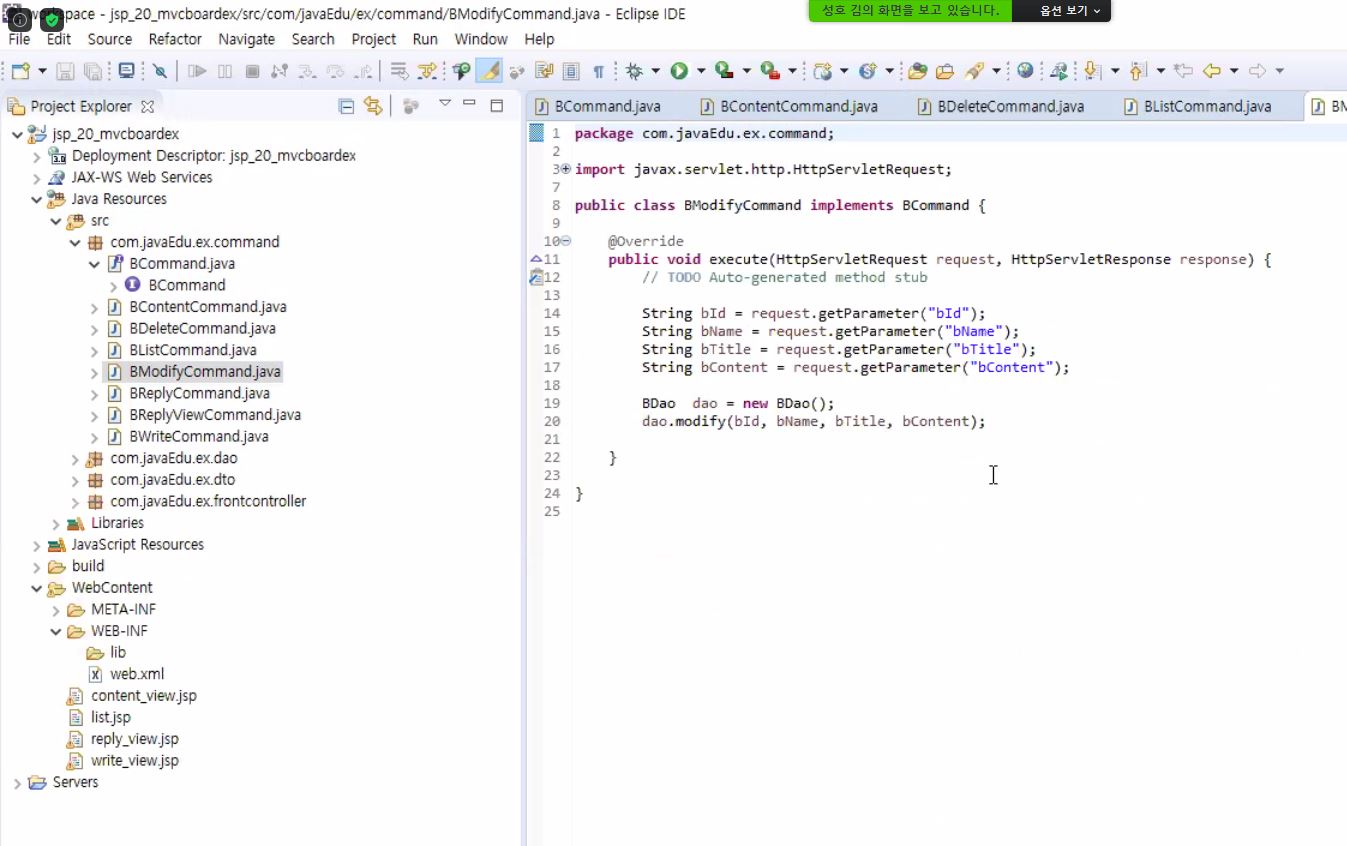 workspace - jsp_20_mvcboardex/src/com/javaEdu/ex/command/BModifyCommand.java - Eclipse IDE
성호 김의 화면을 보고 있습니다.
옵션 보기
File Edit Source Refactor Navigate Search Project Run Window Help
Project Explorer
jsp_20_mvcboardex
3.0
Deployment Descriptor: jsp_20_mvcboardex
JAX-WS Web Services
Java Resources
src
com.javaEdu.ex.command
BCommand.java
BCommand
BContentCommand.java
BDeleteCommand.java
BListCommand.java
BModifyCommand.java
BReplyCommand.java
BReplyViewCommand.java
BWriteCommand.java
com.javaEdu.ex.dao
com.javaEdu.ex.dto
com.javaEdu.ex.frontcontroller
Libraries
JavaScript Resources
build
WebContent
META-INF
WEB-INF
lib
web.xml
content_view.jsp
list.jsp
reply_view.jsp
write_view.jsp
Servers
BCommand.java BContentCommand.java BDeleteCommand.java BListCommand.java
1 package com.javaEdu.ex.command;
2
3 import javax.servlet.http.HttpServletRequest;
7
8 public class BModifyCommand implements BCommand {
9
10 @Override
11 public void execute(HttpServletRequest request, HttpServletResponse response) {
12 // TODO Auto-generated method stub
13
14 String bId = request.getParameter("bId");
15 String bName = request.getParameter("bName");
16 String bTitle = request.getParameter("bTitle");
17 String bContent = request.getParameter("bContent");
18
19 BDao dao = new BDao();
20 dao.modify(bId, bName, bTitle, bContent);
21
22 }
23
24 }
25